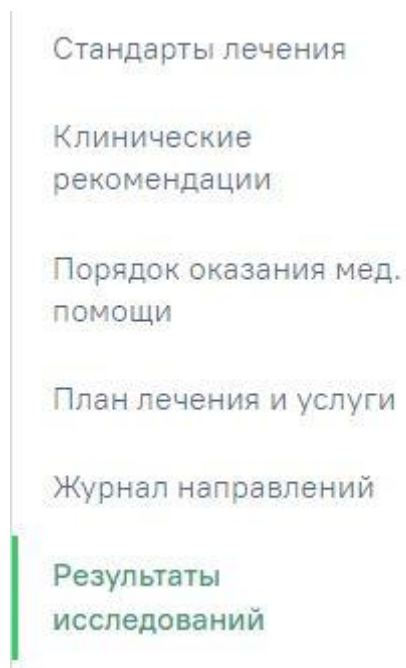 Стандарты лечения
Клинические
рекомендации
Порядок оказания мед.
помощи
План лечения и услуги
Журнал направлений
Результаты
исследований